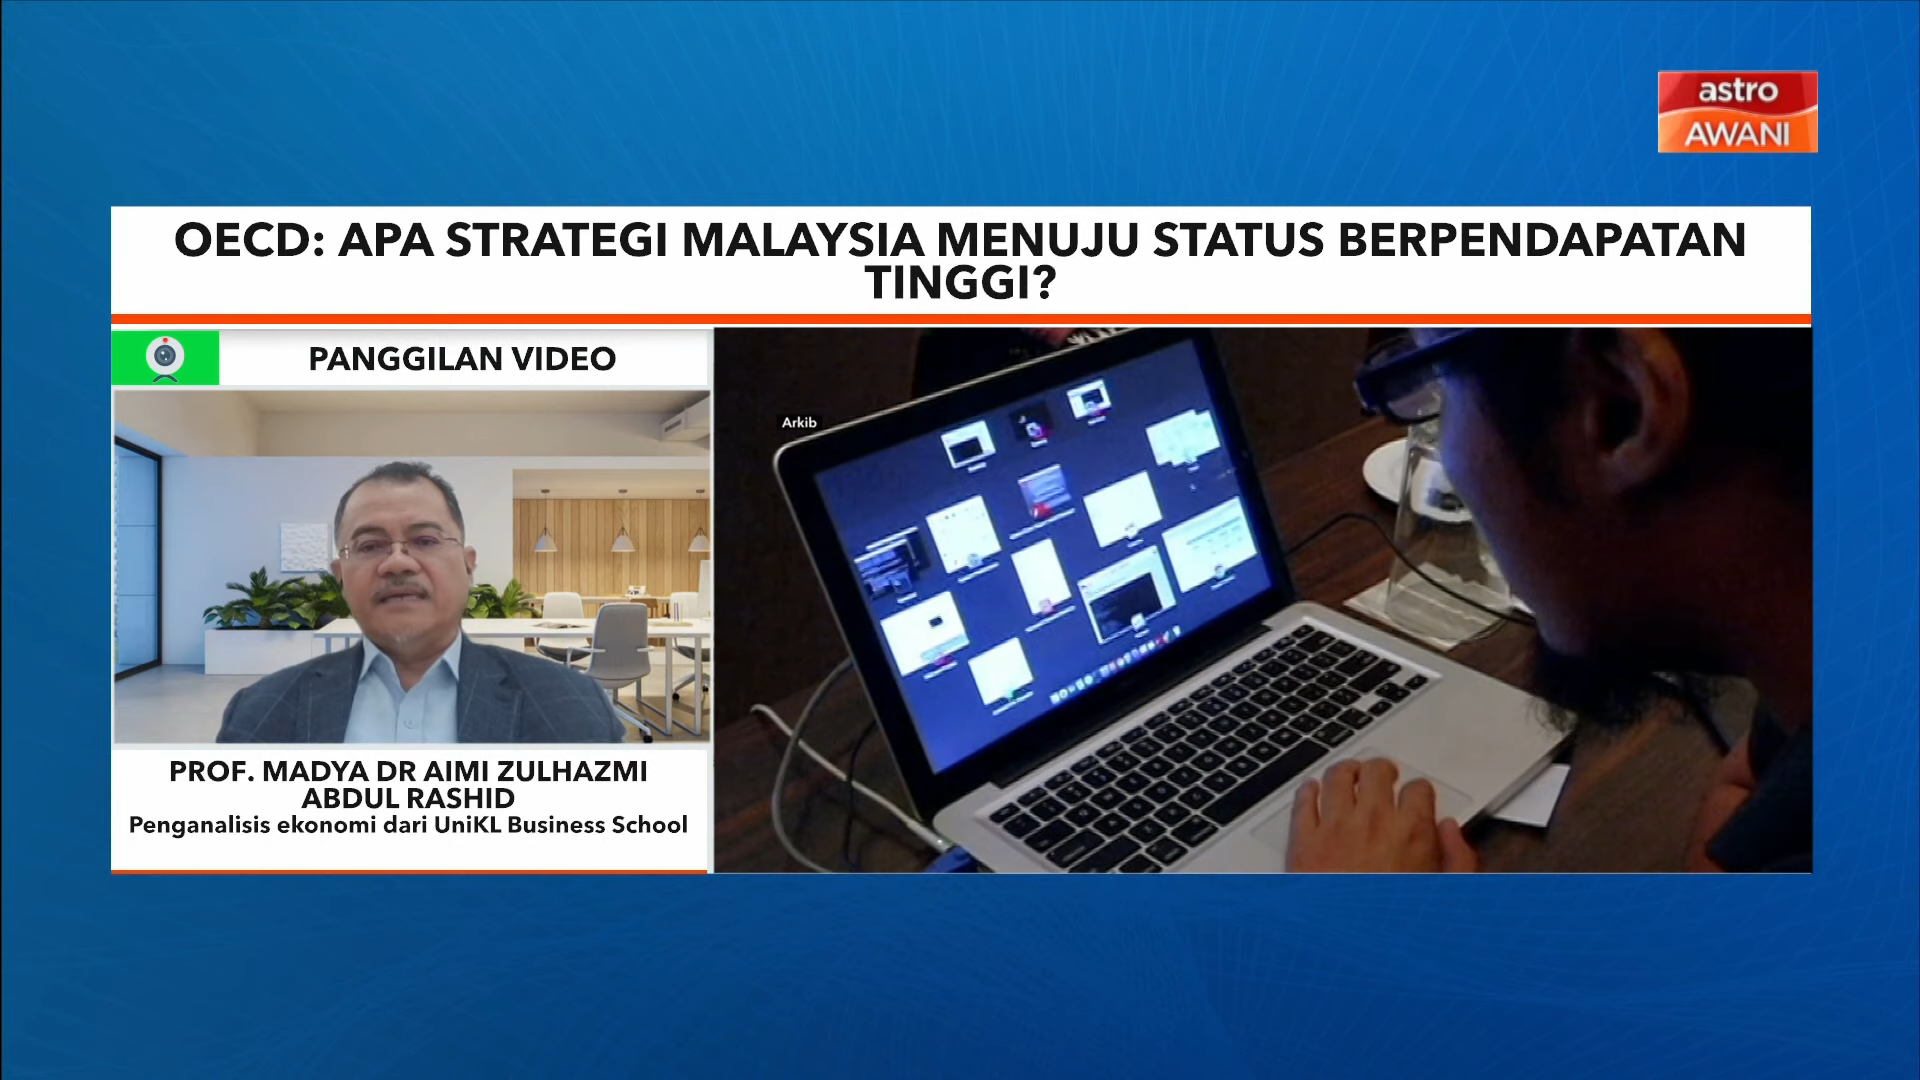 astro
AWANI
OECD: APA STRATEGI MALAYSIA MENUJU STATUS BERPENDAPATAN
TINGGI?
PANGGILAN VIDEO
Arkib
PROF. MADYA DR AIMI ZULHAZMI
ABDUL RASHID
Penganalisis ekonomi dari UniKL Business School